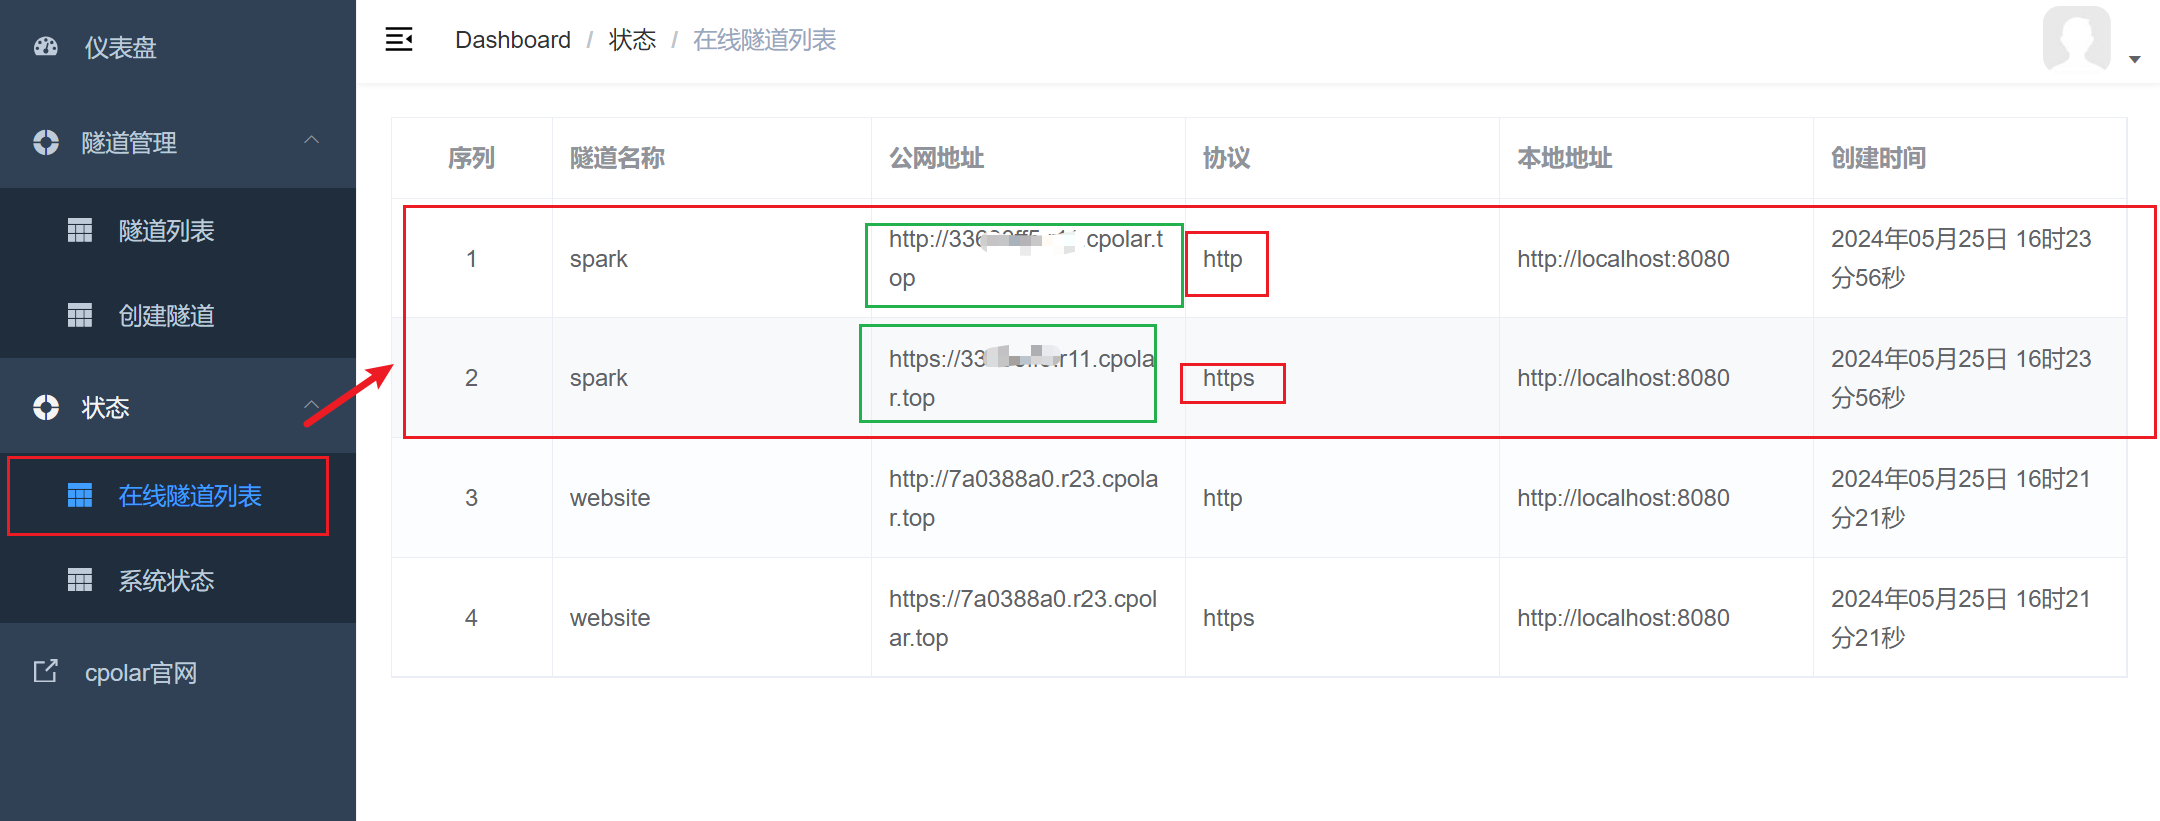 仪表盘
隧道管理
隧道列表
创建隧道
状态
在线隧道列表
系统状态
cpolar官网
Dashboard / 状态 / 在线隧道列表
序列 隧道名称 公网地址 协议 本地地址 创建时间
1 spark http://33 .cpolar.t
op http http://localhost:8080 2024年05月25日 16时23
分56秒
2 spark https://33 r11.cpola
r.top https http://localhost:8080 2024年05月25日 16时23
分56秒
3 website http://7a0388a0.r23.cpola
r.top http http://localhost:8080 2024年05月25日 16时21
分21秒
4 website https://7a0388a0.r23.cpol
ar.top https http://localhost:8080 2024年05月25日 16时21
分21秒